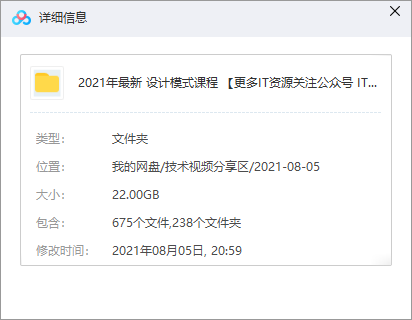 详细信息
2021年最新 设计模式课程 【更多IT资源关注公众号 IT...
类型： 文件夹
位置： 我的网盘/技术视频分享区/2021-08-05
大小： 22.00GB
包含： 675个文件,238个文件夹
修改时间： 2021年08月05日, 20:59